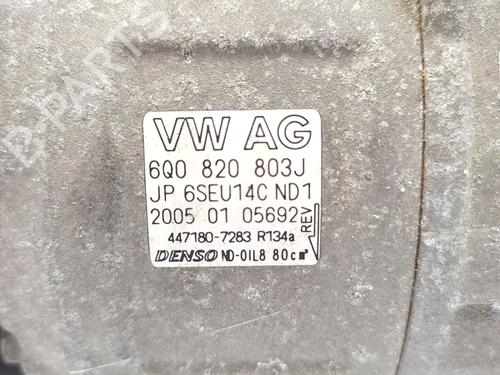 B-PARTS
VW AG
6Q0 820 803J
JP 6SEU14C ND1
2005 01 05692
REV
447180-7283 R134a
DENSO ND-OIL8 80cm³